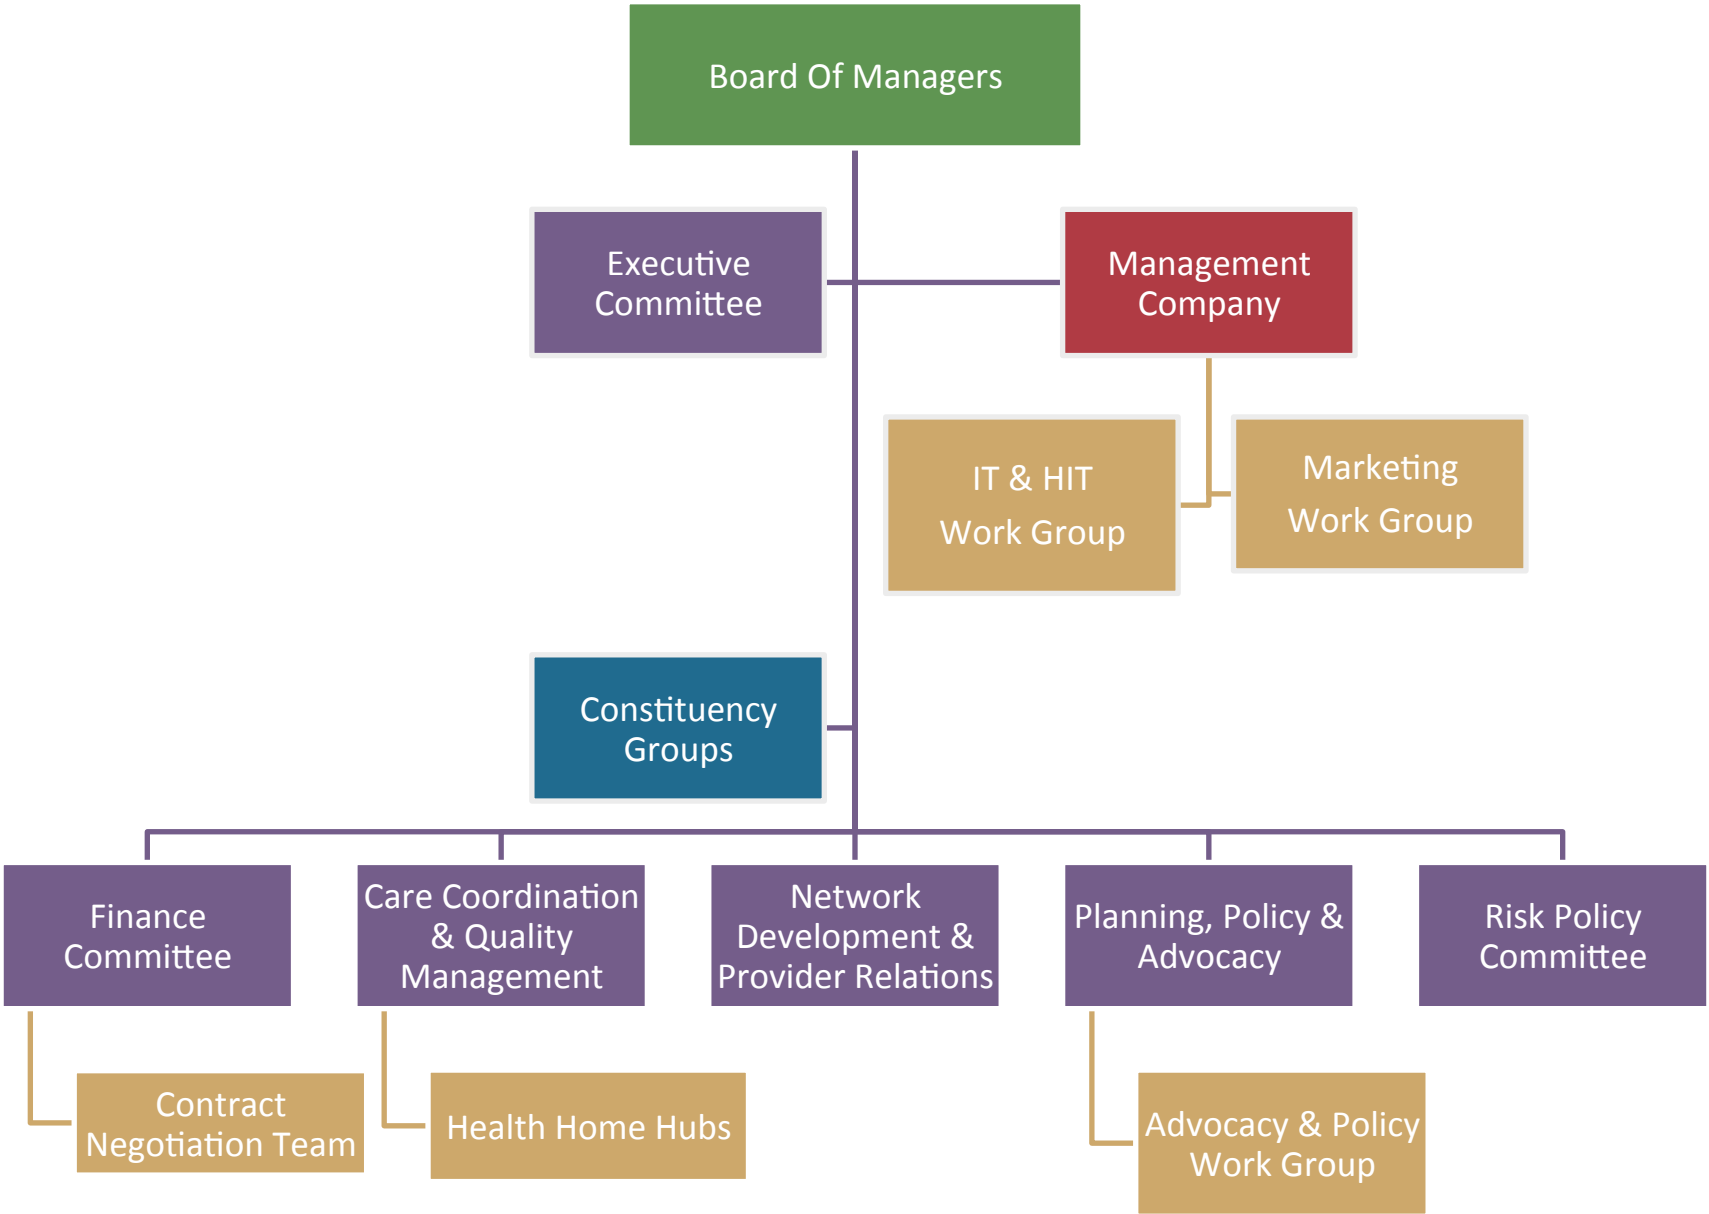 Board Of Managers
Executive
Committee
Management
Company
IT & HIT
Work Group
Marketing
Work Group
Constituency
Groups
Finance
Committee
Care Coordination
& Quality
Management
Network
Development &
Provider Relations
Planning, Policy &
Advocacy
Risk Policy
Committee
Contract
Negotiation Team
Health Home Hubs
Advocacy & Policy
Work Group